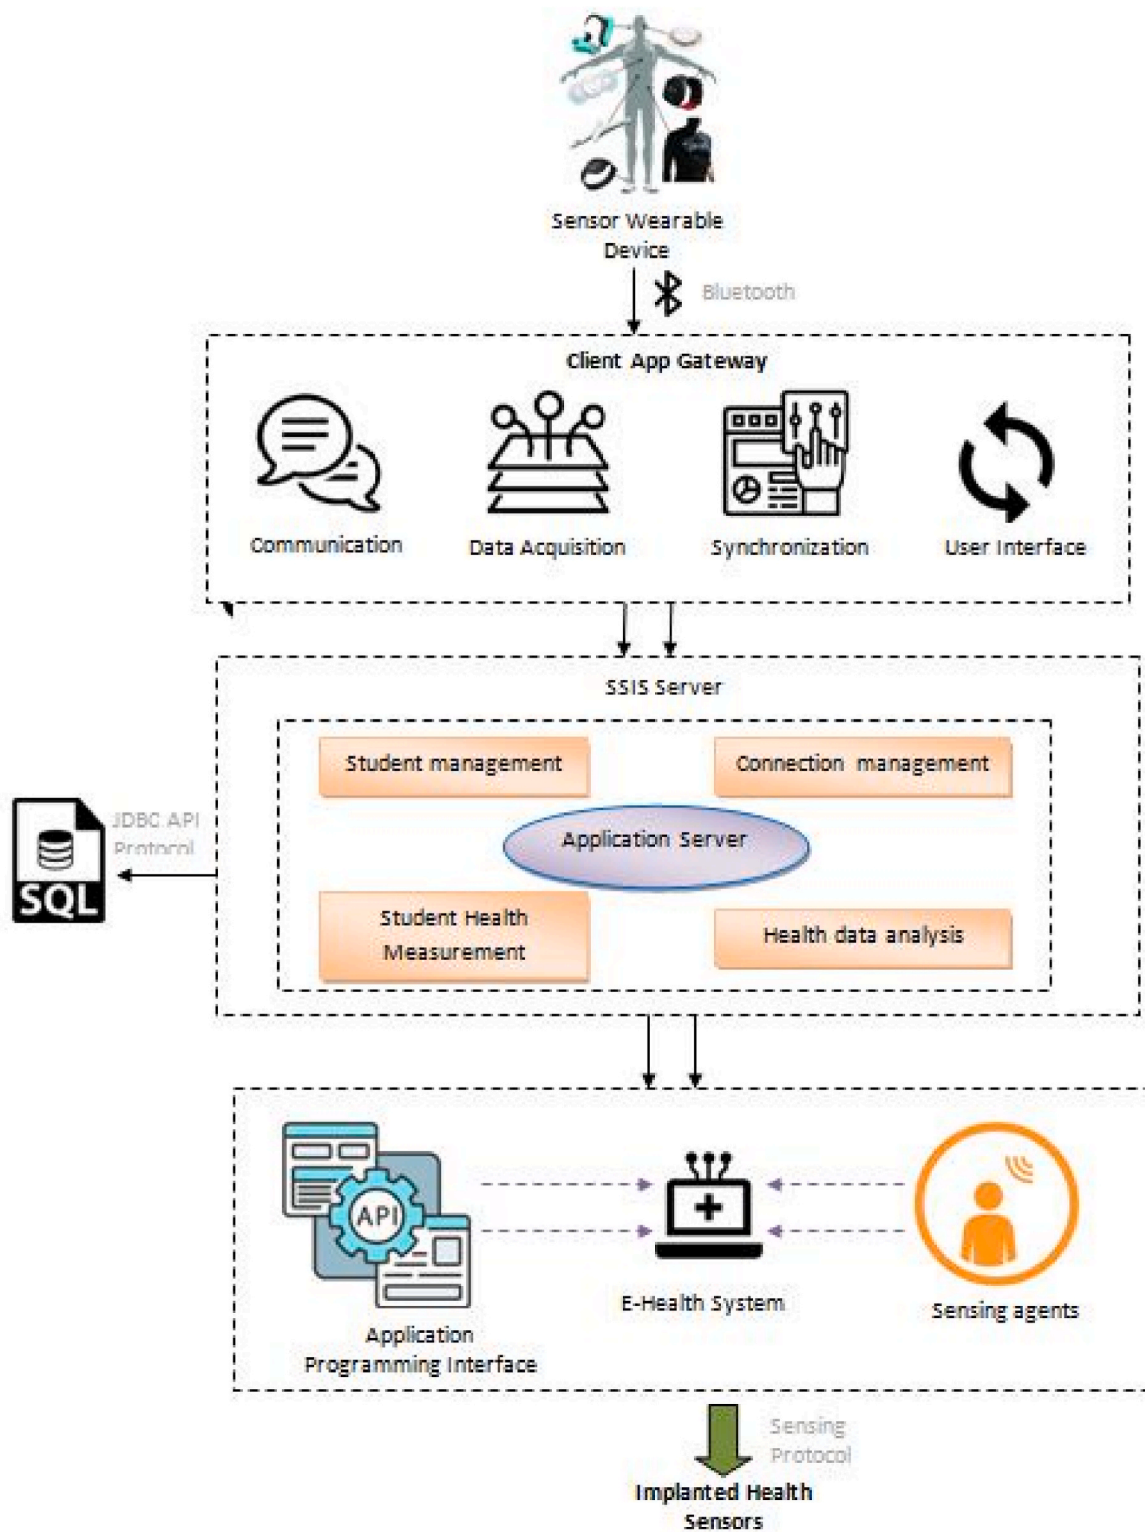 Sensor Wearable
Device
Bluetooth
Client App Gateway
Communication
Data Acquisition
Synchronization
User Interface
SSIS Server
Student management
Connection management
JDBC API
Protocol
SQL
Application Server
Student Health
Measurement
Health data analysis
API
E-Health System
Sensing agents
Application
Programming Interface
Sensing
Protocol
Implanted Health
Sensors